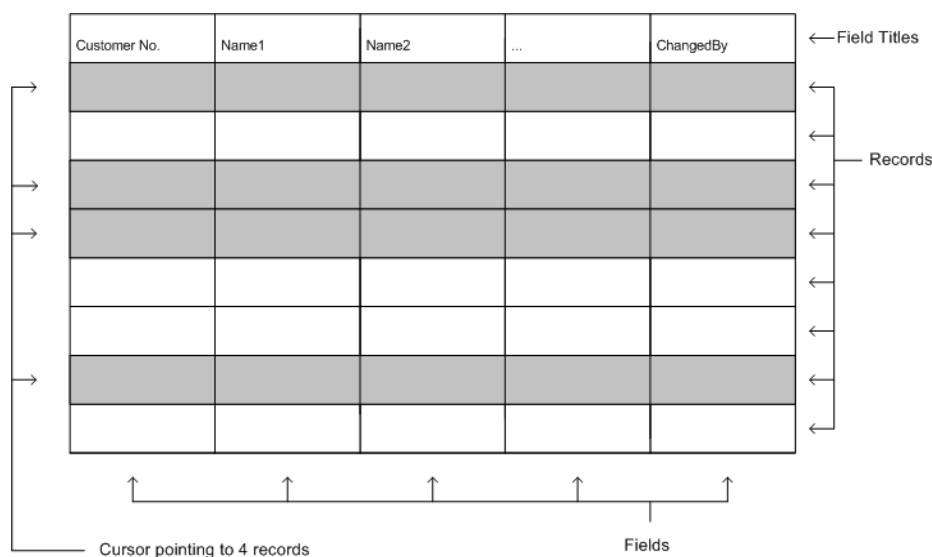 Customer No.
Name1
Name2
...
ChangedBy
Field Titles
Records
Fields
Cursor pointing to 4 records